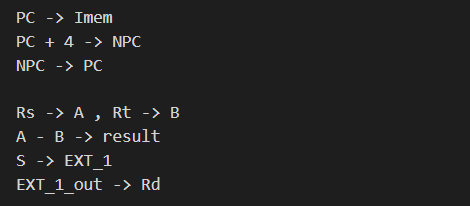 PC -> Imem
PC + 4 -> NPC
NPC -> PC
Rs -> A , Rt -> B
A - B -> result
S -> EXT_1
EXT_1_out -> Rd